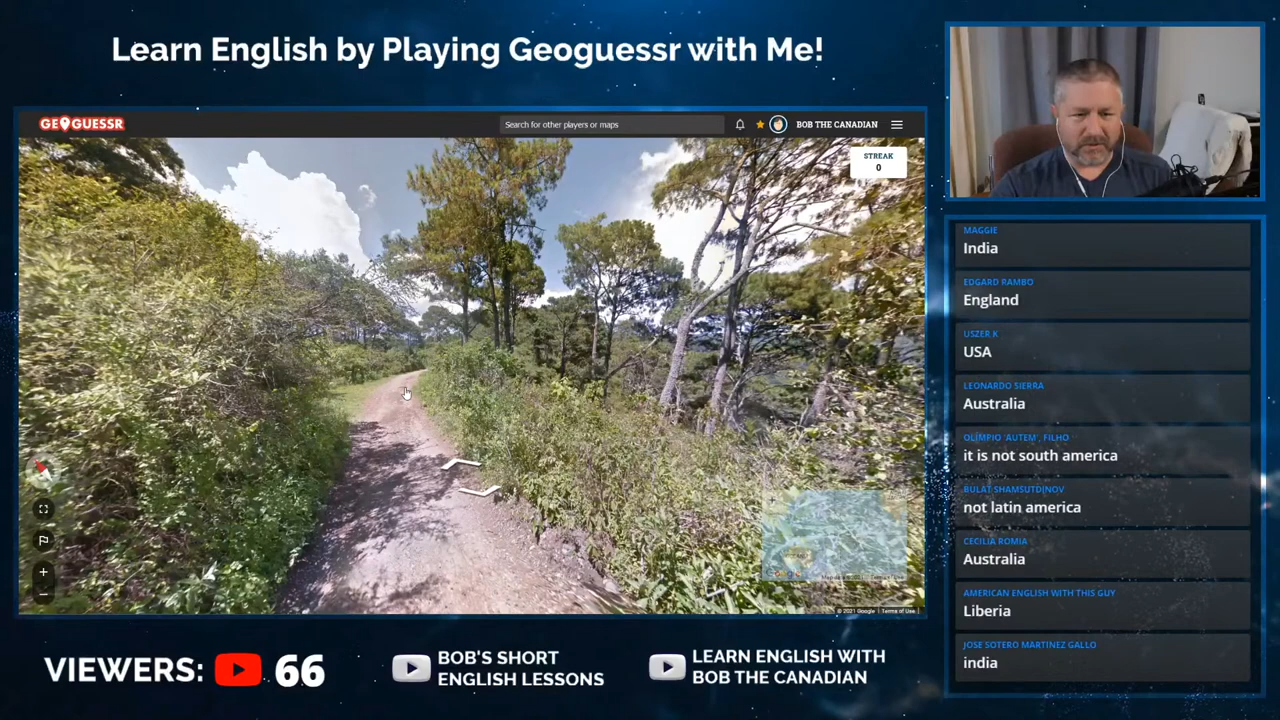 Learn English by Playing Geoguessr with Me!
GEOGUESSR
Search for other players or maps
BOB THE CANADIAN
STREAK
0
© 2021 Google
Terms of Use
MAGGIE
India
EDGARD RAMBO
England
USZER K
USA
LEONARDO SIERRA
Australia
OLÍMPIO 'AUTEM', FILHO
it is not south america
BULAT SHAMSUTDINOV
not latin america
CECILIA ROMIA
Australia
AMERICAN ENGLISH WITH THIS GUY
Liberia
JOSE SOTERO MARTINEZ GALLO
india
VIEWERS: 66
BOB'S SHORT
ENGLISH LESSONS
LEARN ENGLISH WITH
BOB THE CANADIAN